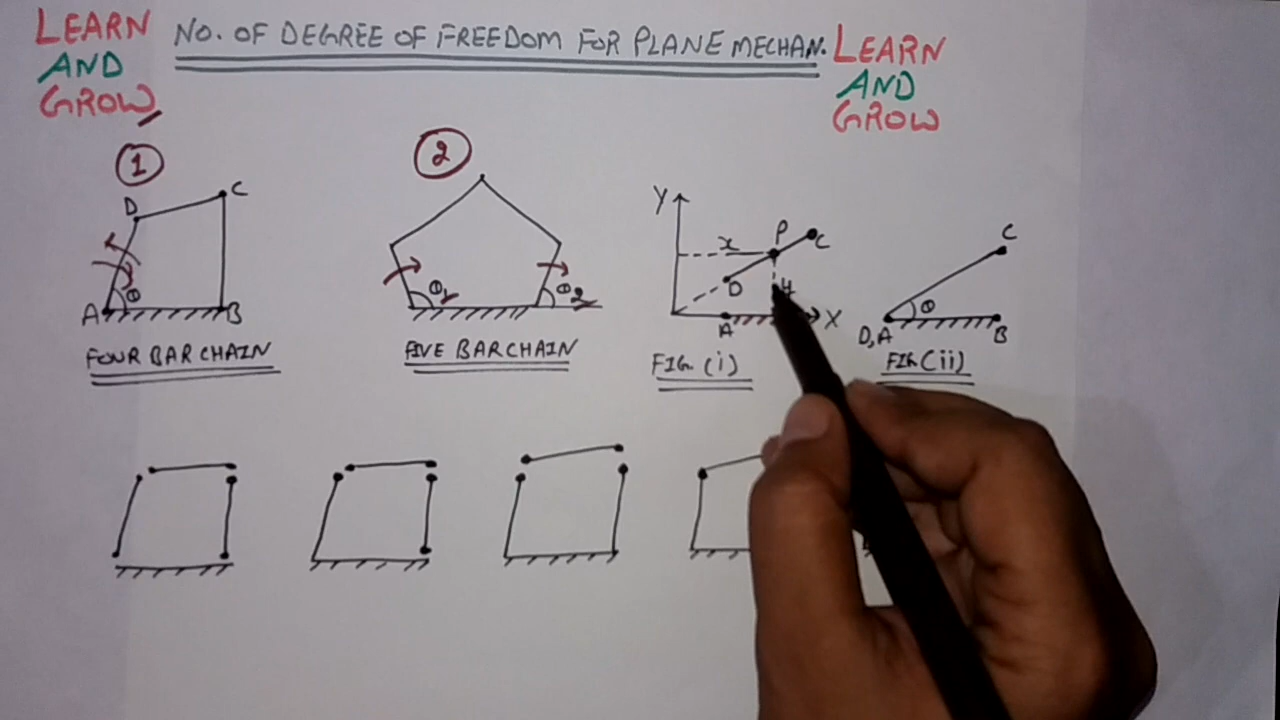 LEARN
AND
GROW
NO. OF DEGREE OF FREEDOM FOR PLANE MECHAN.
LEARN
AND
GROW
1
D
C
A
θ
B
FOUR BAR CHAIN
2
θ1
θ2
FIVE BAR CHAIN
Y
x
P
C
D
A
X
FIG. (i)
C
θ
D, A
B
FIG (ii)